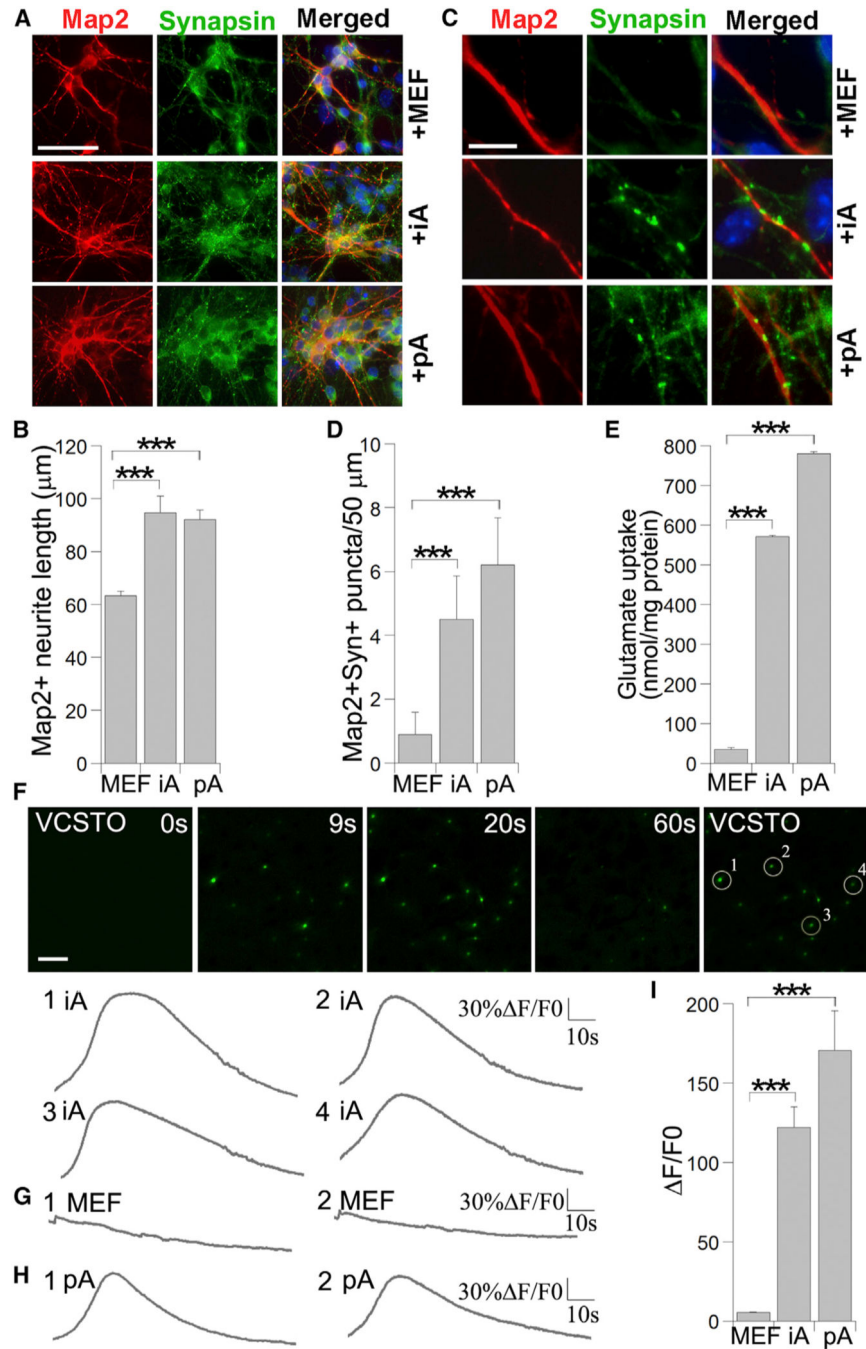 A Map2 Synapsin Merged
+MEF
+iA
+pA
C Map2 Synapsin Merged
+MEF
+iA
+pA
B
Map2+ neurite length (µm)
120
100
80
60
40
20
0
*** 
***
MEF iA pA
D
Map2+Syn+ puncta/50 µm
10
8
6
4
2
0
***
***
MEF iA pA
E
Glutamate uptake
(nmol/mg protein)
800
700
600
500
400
300
200
100
0
***
***
MEF iA pA
F
VCSTO 0s
9s
20s
60s
VCSTO
1
2
3
4
1 iA
2 iA
30%ΔF/F0
10s
3 iA
4 iA
G
1 MEF
2 MEF
30%ΔF/F0
10s
H
1 pA
2 pA
30%ΔF/F0
10s
I
ΔF/F0
200
150
100
50
0
***
***
MEF iA pA